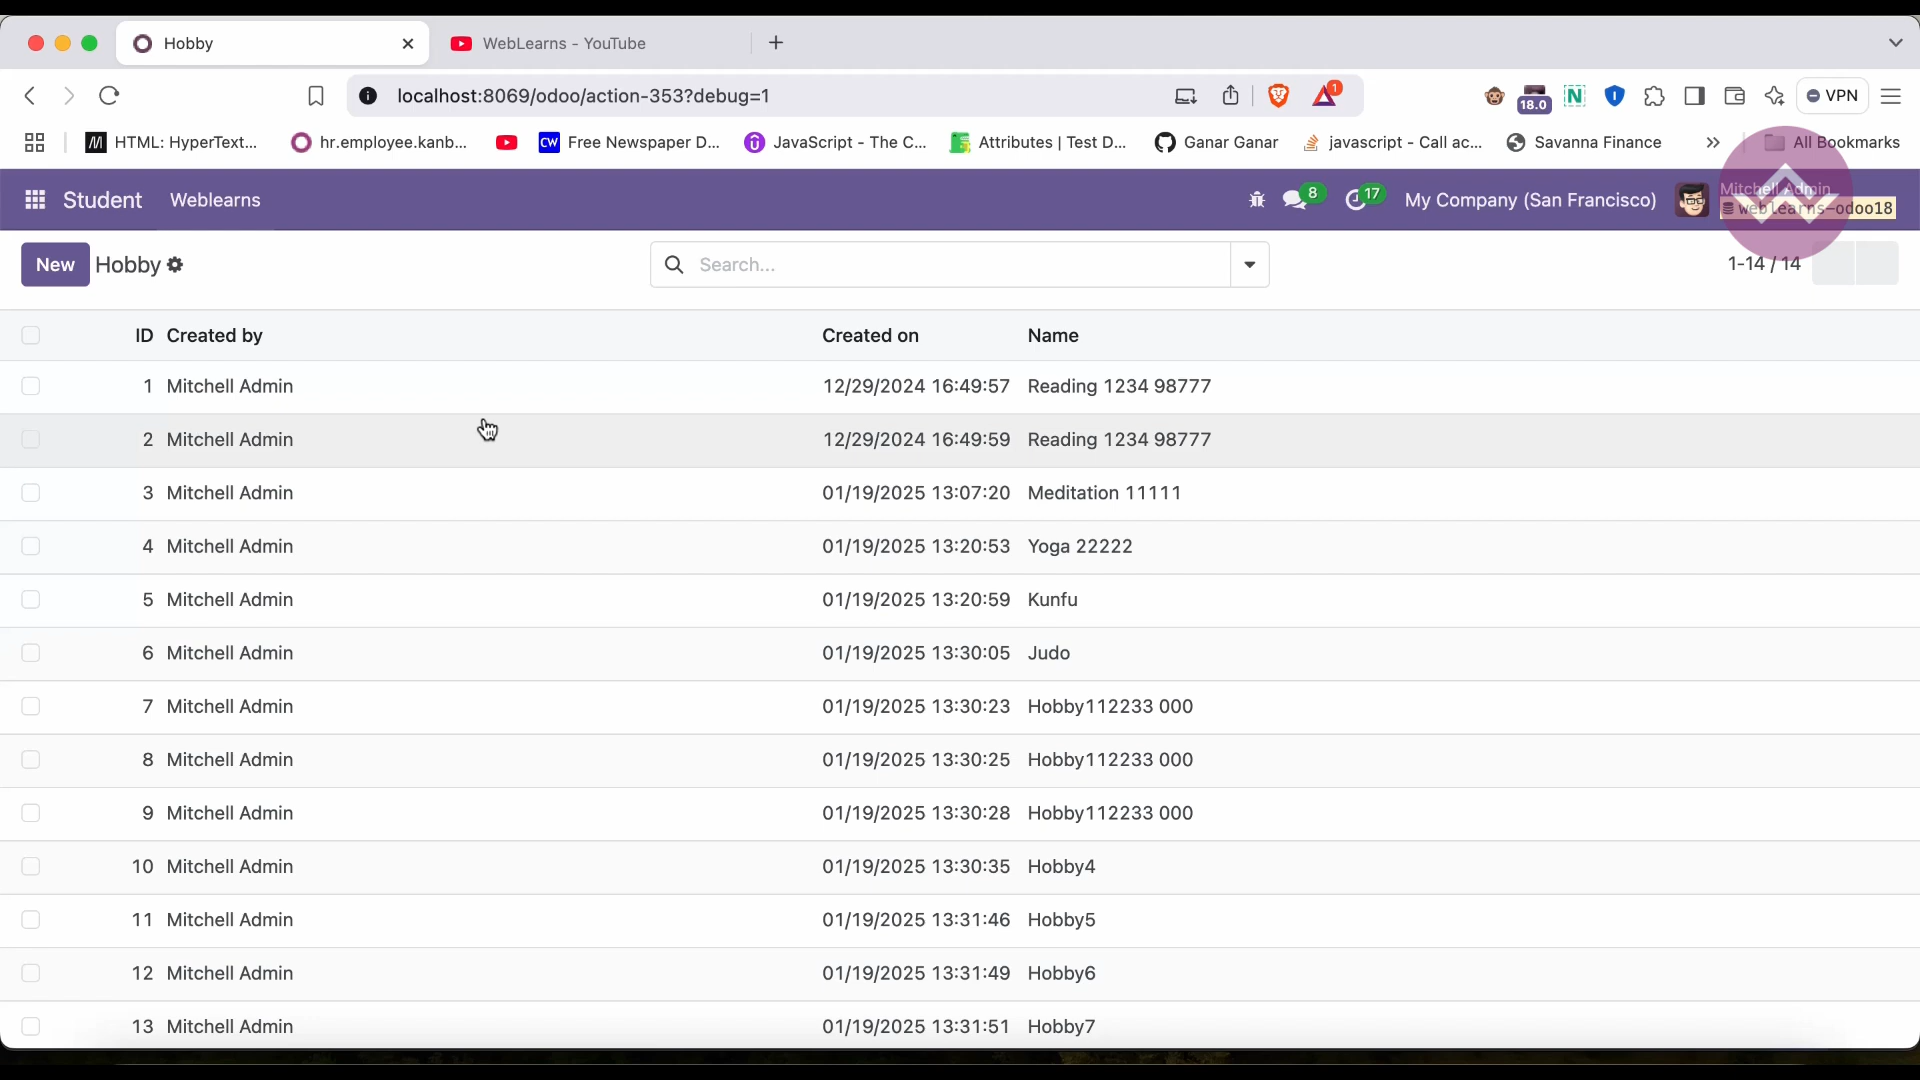 Hobby
WebLearns - YouTube
localhost:8069/odoo/action-353?debug=1
1
18.0
VPN
HTML: HyperText...
hr.employee.kanb...
CW
Free Newspaper D...
JavaScript - The C...
Attributes | Test D...
Ganar Ganar
javascript - Call ac...
Savanna Finance
All Bookmarks
Student
Weblearns
8
17
My Company (San Francisco)
Mitchell Admin
weblearns-odoo18
New
Hobby
Search...
1-14 / 14
ID Created by Created on Name
1 Mitchell Admin 12/29/2024 16:49:57 Reading 1234 98777
2 Mitchell Admin 12/29/2024 16:49:59 Reading 1234 98777
3 Mitchell Admin 01/19/2025 13:07:20 Meditation 11111
4 Mitchell Admin 01/19/2025 13:20:53 Yoga 22222
5 Mitchell Admin 01/19/2025 13:20:59 Kunfu
6 Mitchell Admin 01/19/2025 13:30:05 Judo
7 Mitchell Admin 01/19/2025 13:30:23 Hobby112233 000
8 Mitchell Admin 01/19/2025 13:30:25 Hobby112233 000
9 Mitchell Admin 01/19/2025 13:30:28 Hobby112233 000
10 Mitchell Admin 01/19/2025 13:30:35 Hobby4
11 Mitchell Admin 01/19/2025 13:31:46 Hobby5
12 Mitchell Admin 01/19/2025 13:31:49 Hobby6
13 Mitchell Admin 01/19/2025 13:31:51 Hobby7